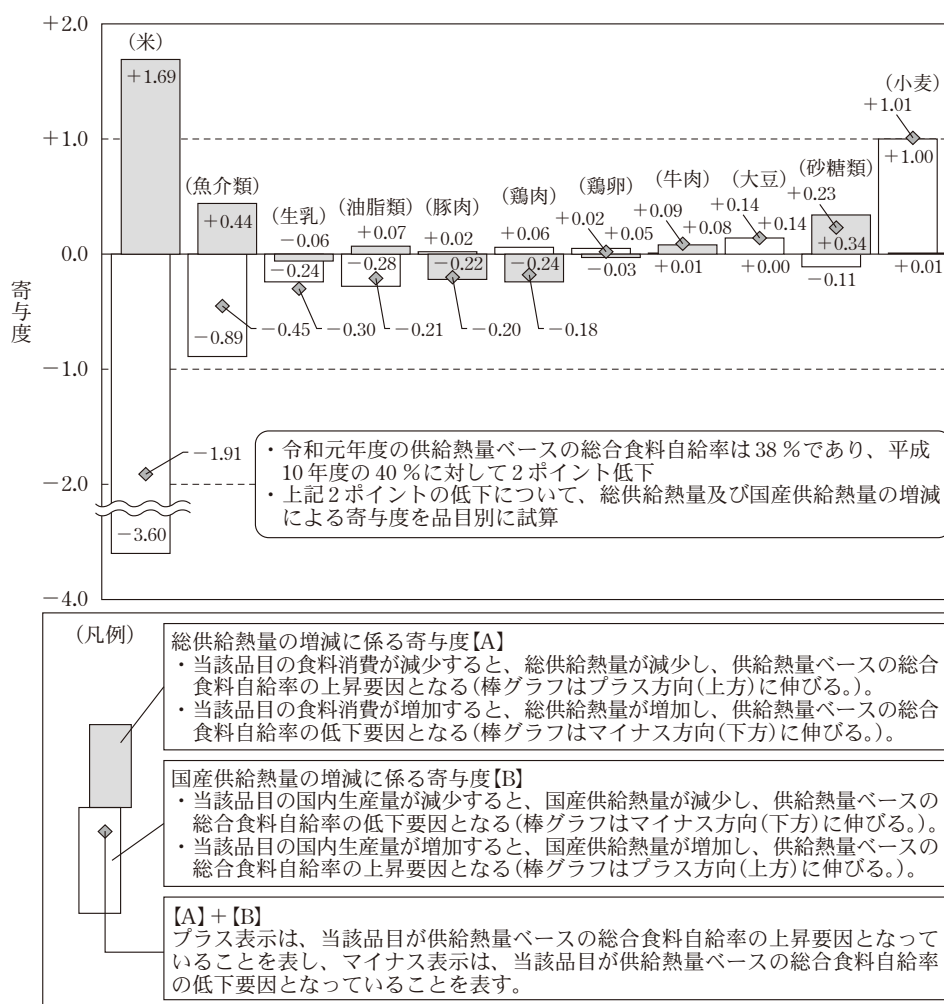 +2.0
(米)
+1.69
(小麦)
+1.01
+1.0
+1.00
(魚介類)
(生乳)
(油脂類)
(豚肉)
(鶏肉)
(鶏卵)
(牛肉)
(大豆)
(砂糖類)
+0.44
-0.06
+0.07
+0.02
+0.06
+0.02
+0.05
+0.09
+0.08
+0.14
+0.14
+0.23
+0.34
0.0
-0.24
-0.28
-0.22
-0.24
-0.03
+0.01
+0.00
-0.11
+0.01
寄与度
-0.89
-0.45
-0.30
-0.21
-0.20
-0.18
-1.0
-1.91
-2.0
-3.60
-4.0
・令和元年度の供給熱量ベースの総合食料自給率は38%であり、平成
10年度の40%に対して2ポイント低下
・上記2ポイントの低下について、総供給熱量及び国産供給熱量の増減
による寄与度を品目別に試算
(凡例)
総供給熱量の増減に係る寄与度【A】
・当該品目の食料消費が減少すると、総供給熱量が減少し、供給熱量ベースの総合
食料自給率の上昇要因となる(棒グラフはプラス方向(上方)に伸びる。)。
・当該品目の食料消費が増加すると、総供給熱量が増加し、供給熱量ベースの総合
食料自給率の低下要因となる(棒グラフはマイナス方向(下方)に伸びる。)。
国産供給熱量の増減に係る寄与度【B】
・当該品目の国内生産量が減少すると、国産供給熱量が減少し、供給熱量ベースの
総合食料自給率の低下要因となる(棒グラフはマイナス方向(下方)に伸びる。)。
・当該品目の国内生産量が増加すると、国産供給熱量が増加し、供給熱量ベースの
総合食料自給率の上昇要因となる(棒グラフはプラス方向(上方)に伸びる。)。
【A】+【B】
プラス表示は、当該品目が供給熱量ベースの総合食料自給率の上昇要因となって
いることを表し、マイナス表示は、当該品目が供給熱量ベースの総合食料自給率
の低下要因となっていることを表す。